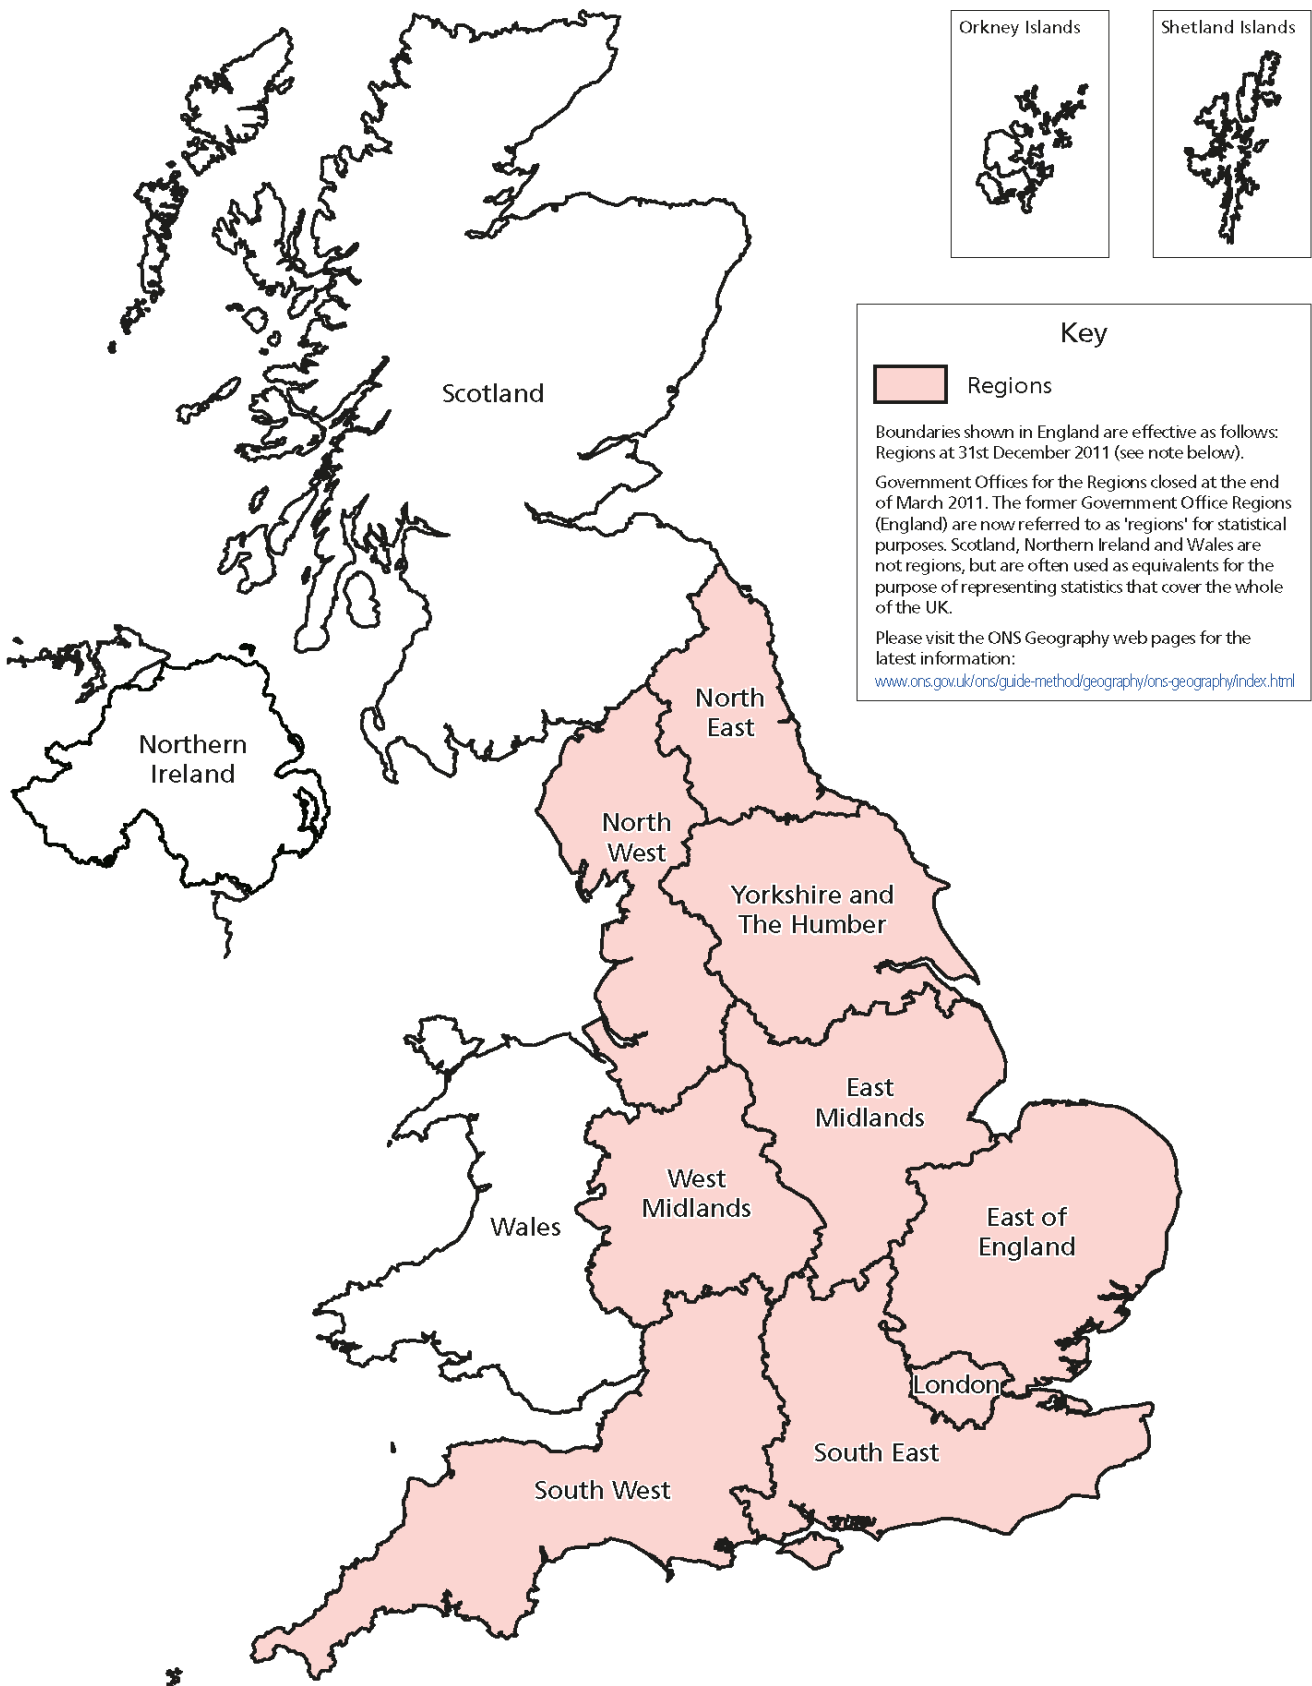 Orkney Islands
Shetland Islands
Key
Regions
Boundaries shown in England are effective as follows:
Regions at 31st December 2011 (see note below).
Government Offices for the Regions closed at the end
of March 2011. The former Government Office Regions
(England) are now referred to as 'regions' for statistical
purposes. Scotland, Northern Ireland and Wales are
not regions, but are often used as equivalents for the
purpose of representing statistics that cover the whole
of the UK.
Please visit the ONS Geography web pages for the
latest information:
www.ons.gov.uk/ons/guide-method/geography/ons-geography/index.html
Scotland
North
East
Northern
Ireland
North
West
Yorkshire and
The Humber
East
Midlands
West
Midlands
Wales
East of
England
London
South East
South West